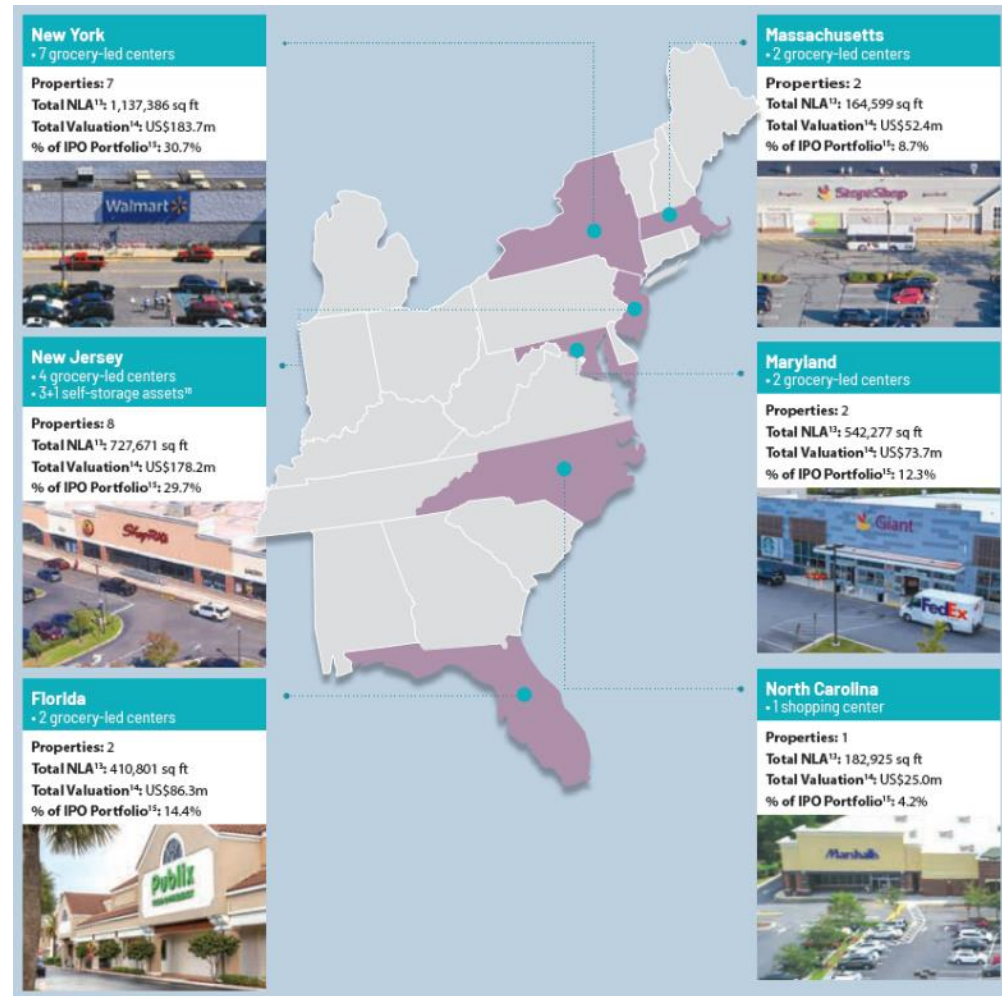 New York
• 7 grocery-led centers
Properties: 7
Total NLA¹³: 1,137,386 sq ft
Total Valuation¹⁴: US$183.7m
% of IPO Portfolio¹⁵: 30.7%
Walmart
New Jersey
• 4 grocery-led centers
• 3+1 self-storage assets¹⁶
Properties: 8
Total NLA¹³: 727,671 sq ft
Total Valuation¹⁴: US$178.2m
% of IPO Portfolio¹⁵: 29.7%
ShopRite
Florida
• 2 grocery-led centers
Properties: 2
Total NLA¹³: 410,801 sq ft
Total Valuation¹⁴: US$86.3m
% of IPO Portfolio¹⁵: 14.4%
Publix
Massachusetts
• 2 grocery-led centers
Properties: 2
Total NLA¹³: 164,599 sq ft
Total Valuation¹⁴: US$52.4m
% of IPO Portfolio¹⁵: 8.7%
Stop&Shop
Maryland
• 2 grocery-led centers
Properties: 2
Total NLA¹³: 542,277 sq ft
Total Valuation¹⁴: US$73.7m
% of IPO Portfolio¹⁵: 12.3%
Giant
FedEx
North Carolina
• 1 shopping center
Properties: 1
Total NLA¹³: 182,925 sq ft
Total Valuation¹⁴: US$25.0m
% of IPO Portfolio¹⁵: 4.2%
Marshalls